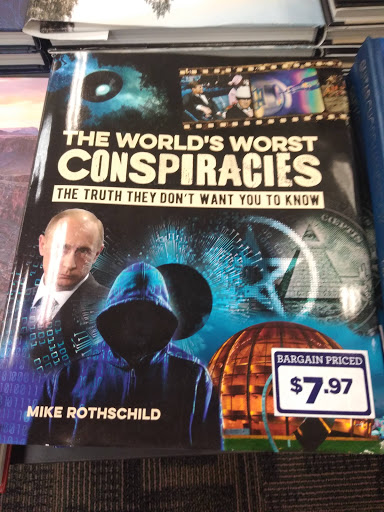 THE WORLD'S WORST
CONSPIRACIES
THE TRUTH THEY DON'T WANT YOU TO KNOW
BARGAIN PRICED
$7.97
MIKE ROTHSCHILD